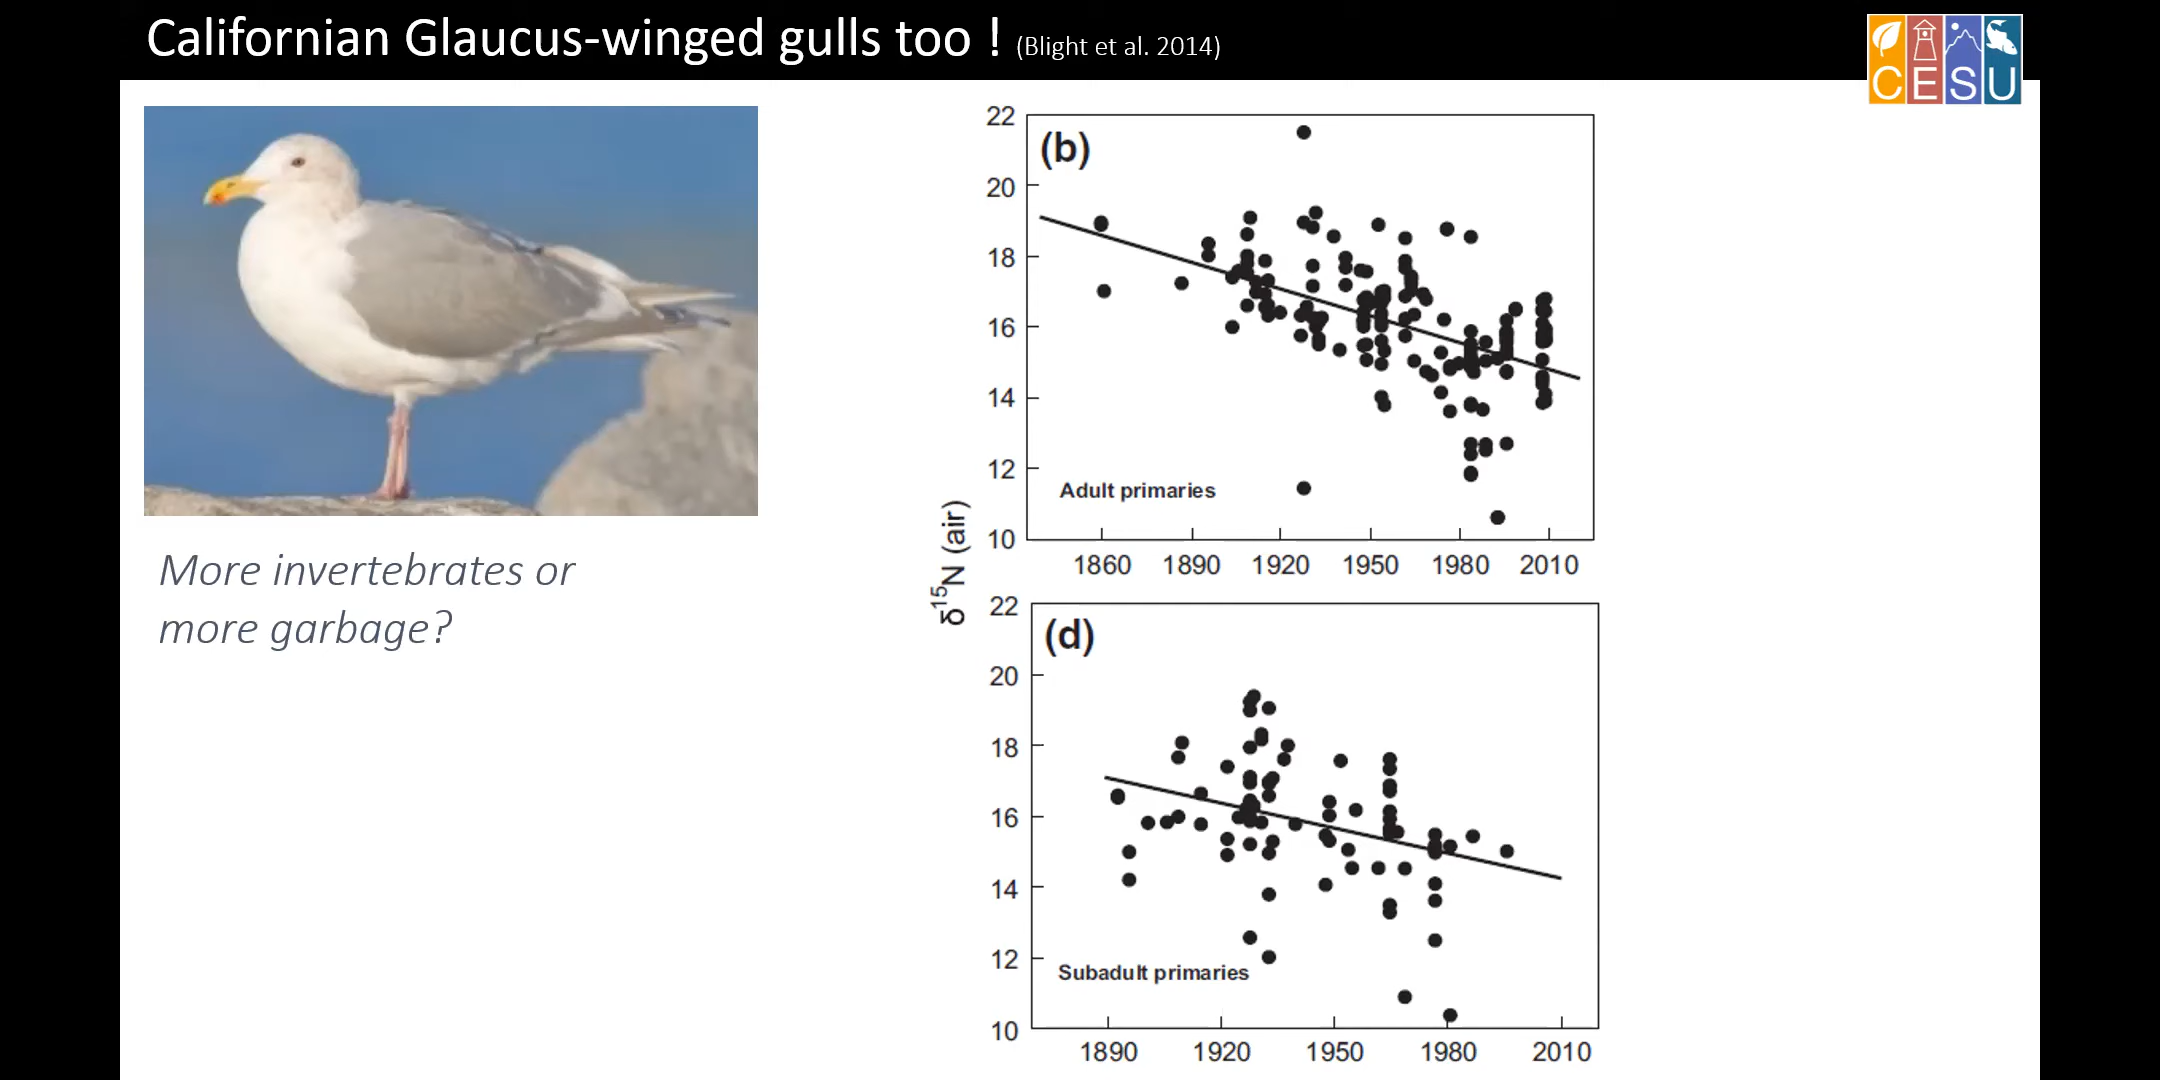 Californian Glaucus-winged gulls too ! (Blight et al. 2014)
C E S U
More invertebrates or
more garbage?
δ15N (air)
(b)
22
20
18
16
14
12
10
Adult primaries
1860 1890 1920 1950 1980 2010
(d)
22
20
18
16
14
12
10
Subadult primaries
1890 1920 1950 1980 2010